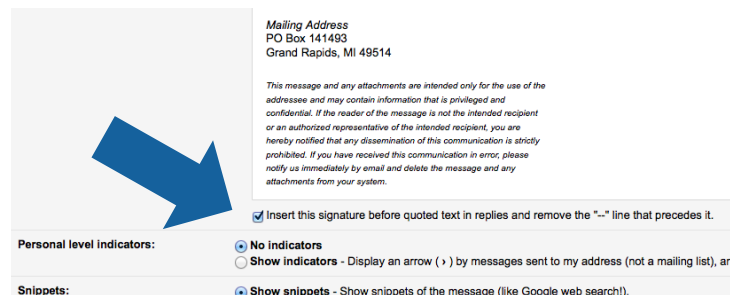 Mailing Address
PO Box 141493
Grand Rapids, MI 49514
This message and any attachments are intended only for the use of the
addressee and may contain information that is privileged and
confidential. If the reader of the message is not the intended recipient
or an authorized representative of the intended recipient, you are
hereby notified that any dissemination of this communication is strictly
prohibited. If you have received this communication in error, please
notify us immediately by email and delete the message and any
attachments from your system.
Insert this signature before quoted text in replies and remove the "--" line that precedes it.
Personal level indicators:
No indicators
Show indicators - Display an arrow ( › ) by messages sent to my address (not a mailing list),
Snippets:
Show snippets - Show snippets of the message (like Google web search!).